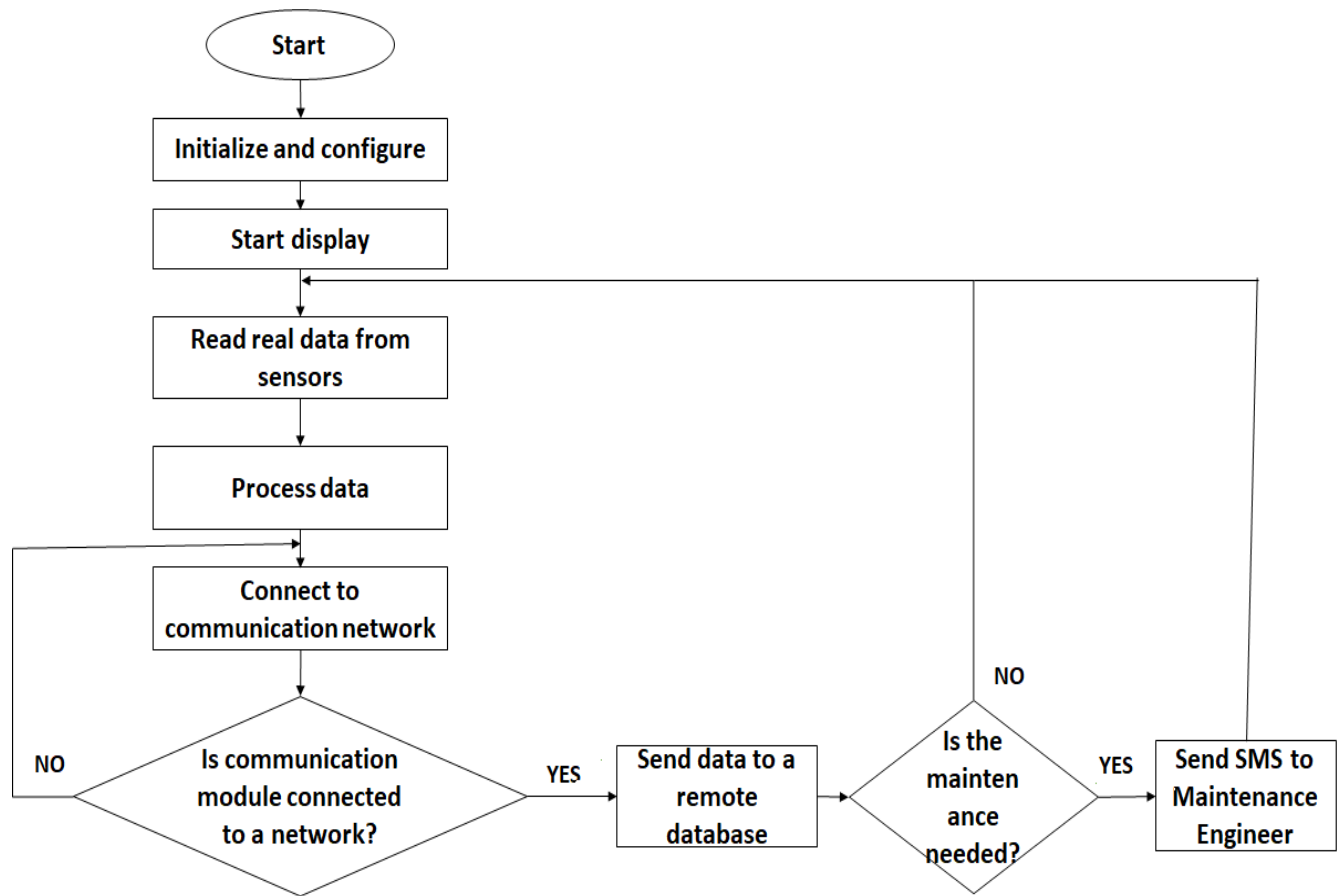 Start
Initialize and configure
Start display
Read real data from
sensors
Process data
Connect to
communication network
NO
Is communication
module connected
to a network?
YES
Send data to a
remote
database
NO
Is the
mainten
ance
needed?
YES
Send SMS to
Maintenance
Engineer